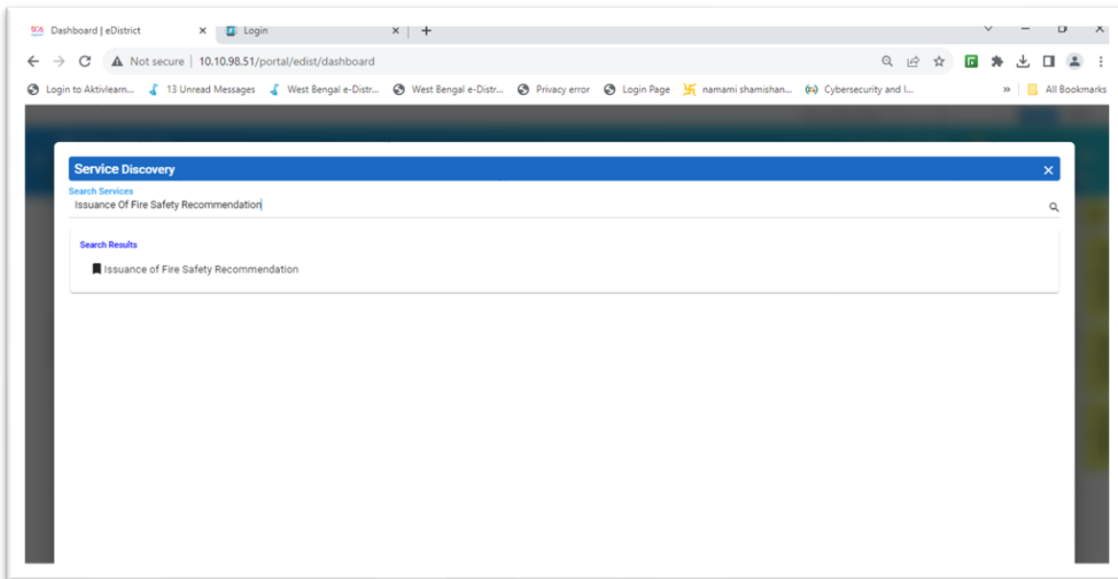 Dashboard | eDistrict
Login
Not secure | 10.10.98.51/portal/edist/dashboard
Login to Aktivlearn... 13 Unread Messages West Bengal e-Distr... West Bengal e-Distr... Privacy error Login Page namami shamishan... Cybersecurity and I... » All Bookmarks
Service Discovery
Search Services
Issuance Of Fire Safety Recommendation
Search Results
Issuance of Fire Safety Recommendation